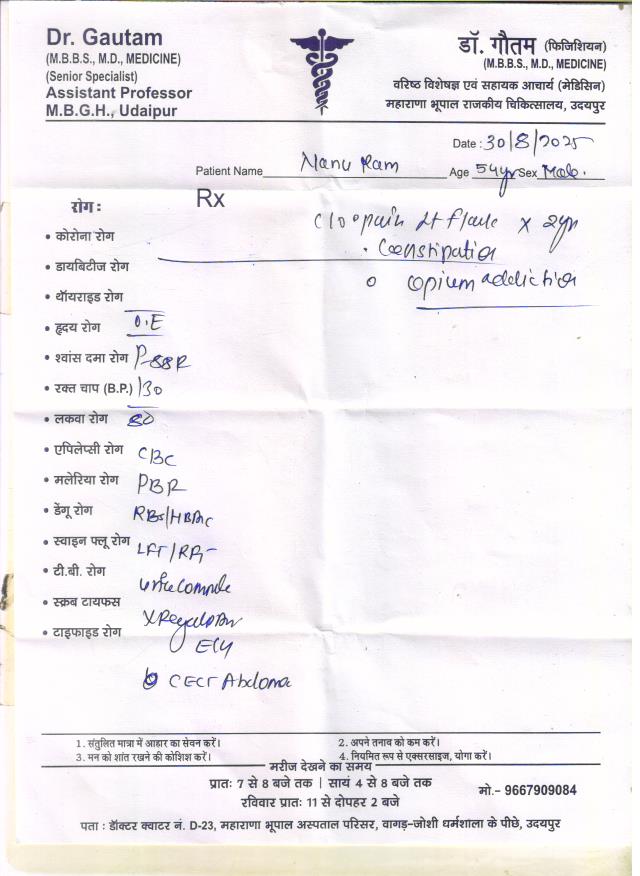 Dr. Gautam
(M.B.B.S., M.D., MEDICINE)
(Senior Specialist)
Assistant Professor
M.B.G.H., Udaipur
डॉ. गौतम (फिजिशियन)
(M.B.B.S., M.D., MEDICINE)
वरिष्ठ विशेषज्ञ एवं सहायक आचार्य (मेडिसिन)
महाराणा भूपाल राजकीय चिकित्सालय, उदयपुर
Date : 30/8/2025
Patient Name Nanu Ram Age 54yr Sex Male.
Rx
रोग :
c/o pain Lt flank x 2yr
• Constipation
o opium addiction
• कोरोना रोग
• डायबिटीज रोग
• थॉयराइड रोग
• हृदय रोग O.E
• श्वांस दमा रोग P-88R
• रक्त चाप (B.P.) 130
• लकवा रोग 80
• एपिलेप्सी रोग CBC
• मलेरिया रोग PBF
• डेंगू रोग RBS/HBA1c
• स्वाइन फ्लू रोग LFT/RFT
• टी.बी. रोग urine complete
• स्क्रब टायफस X Ray
• टाइफाइड रोग ECG
CECT Abdomen
1. संतुलित मात्रा में आहार का सेवन करें।
2. अपने तनाव को कम करें।
3. मन को शांत रखने की कोशिश करें।
4. नियमित रूप से एक्सरसाइज, योगा करें।
मरीज देखने का समय
प्रातः 7 से 8 बजे तक | सायं 4 से 8 बजे तक
रविवार प्रातः 11 से दोपहर 2 बजे
मो.- 9667909084
पता : डॉक्टर क्वाटर नं. D-23, महाराणा भूपाल अस्पताल परिसर, वागड़-जोशी धर्मशाला के पीछे, उदयपुर